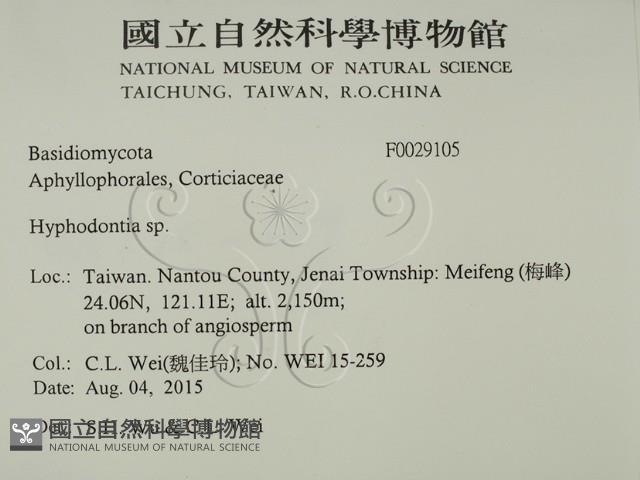 國立自然科學博物館
NATIONAL MUSEUM OF NATURAL SCIENCE
TAICHUNG, TAIWAN, R.O.CHINA
Basidiomycota F0029105
Aphyllophorales, Corticiaceae
Hyphodontia sp.
Loc.: Taiwan. Nantou County, Jenai Township: Meifeng (梅峰)
24.06N, 121.11E; alt. 2,150m;
on branch of angiosperm
Col.: C.L. Wei(魏佳玲); No. WEI 15-259
Date: Aug. 04, 2015
Det.: S.H. Wu & C.L. Wei
國立自然科學博物館
NATIONAL MUSEUM OF NATURAL SCIENCE